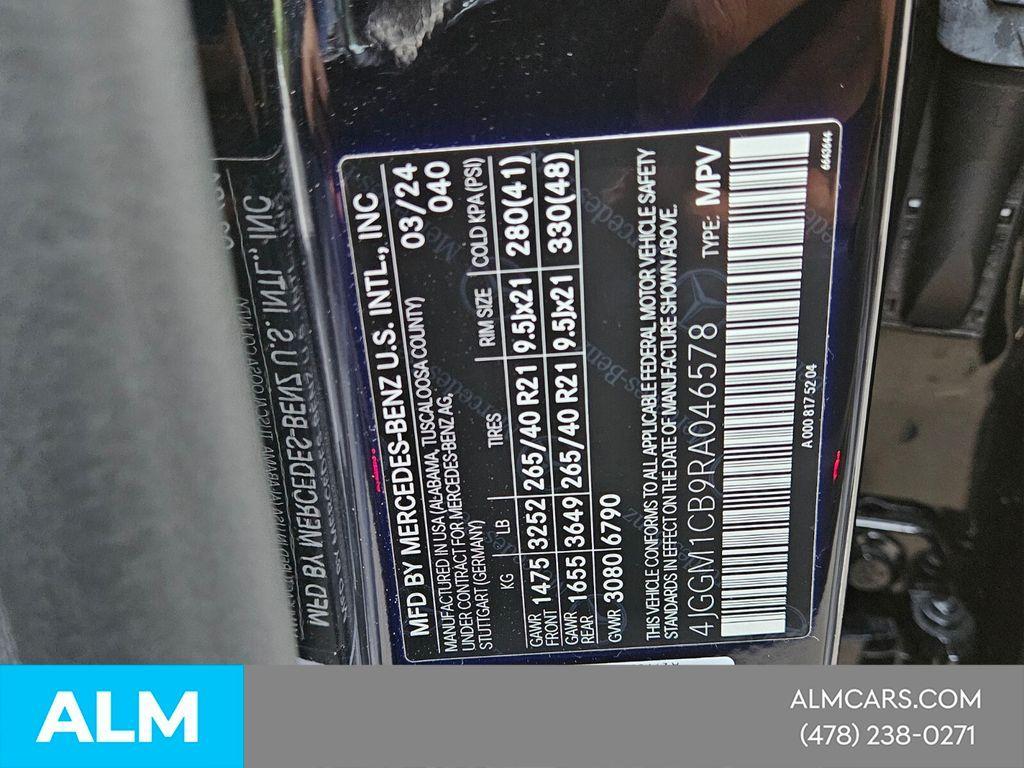 MFD BY MERCEDES-BENZ U.S. INTL., INC
MANUFACTURED IN USA (ALABAMA, TUSCALOOSA COUNTY) 03/24
UNDER CONTRACT FOR MERCEDES-BENZ AG, 040
STUTTGART (GERMANY)
KG LB TIRES RIM SIZE COLD KPA (PSI)
GAWR FRONT 1475 3252 265/40 R21 9.5Jx21 280(41)
GAWR REAR 1655 3649 265/40 R21 9.5Jx21 330(48)
GVWR 3080 6790
THIS VEHICLE CONFORMS TO ALL APPLICABLE FEDERAL MOTOR VEHICLE SAFETY
STANDARDS IN EFFECT ON THE DATE OF MANUFACTURE SHOWN ABOVE.
4JGGM1CB9RA046578 TYPE: MPV
A 000 817 52 04
6643644
ALM
ALMCARS.COM
(478) 238-0271